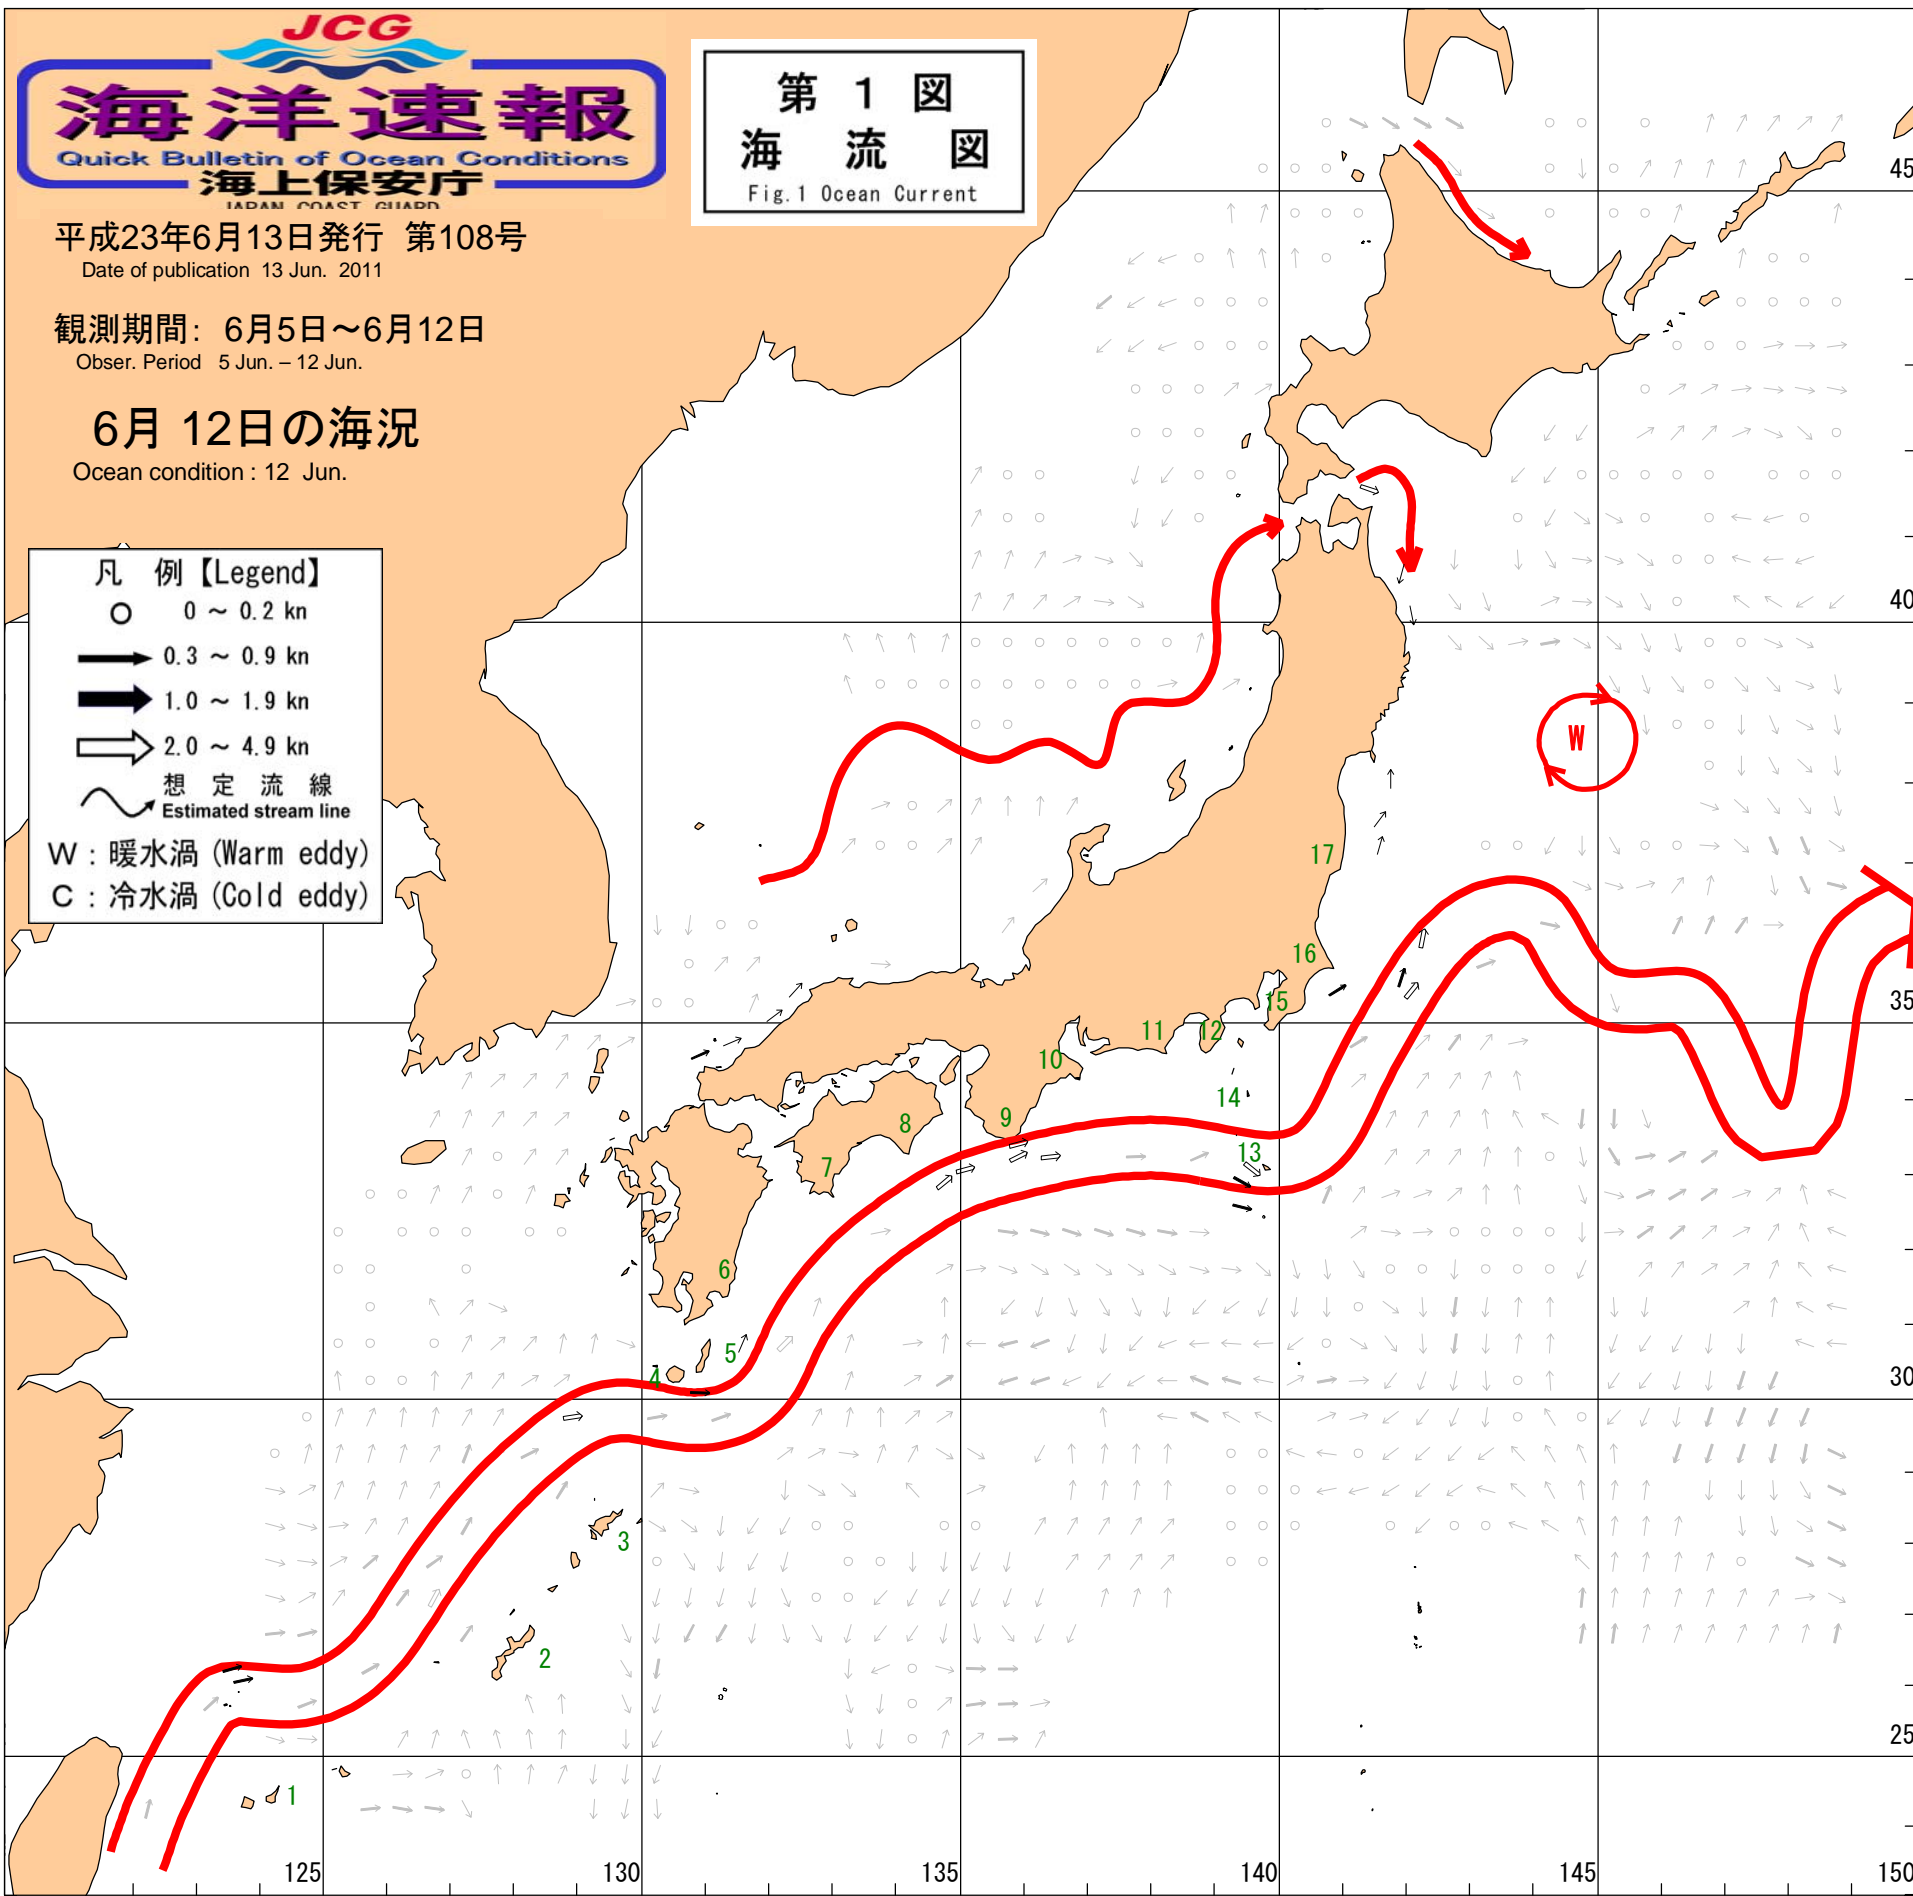 JCG
海洋速報
Quick Bulletin of Ocean Conditions
海上保安庁
JAPAN COAST GUARD
平成23年6月13日発行 第108号
Date of publication 13 Jun. 2011
観測期間: 6月5日～6月12日
Obser. Period 5 Jun. – 12 Jun.
6月 12日の海況
Ocean condition : 12 Jun.
第 1 図
海 流 図
Fig.1 Ocean Current
凡 例【Legend】
0 ～ 0.2 kn
0.3 ～ 0.9 kn
1.0 ～ 1.9 kn
2.0 ～ 4.9 kn
想 定 流 線
Estimated stream line
W : 暖水渦 (Warm eddy)
C : 冷水渦 (Cold eddy)
45
40
W
17
16
35
15
11
12
10
14
8
9
13
7
6
5
4
30
3
2
25
1
125
130
135
140
145
150